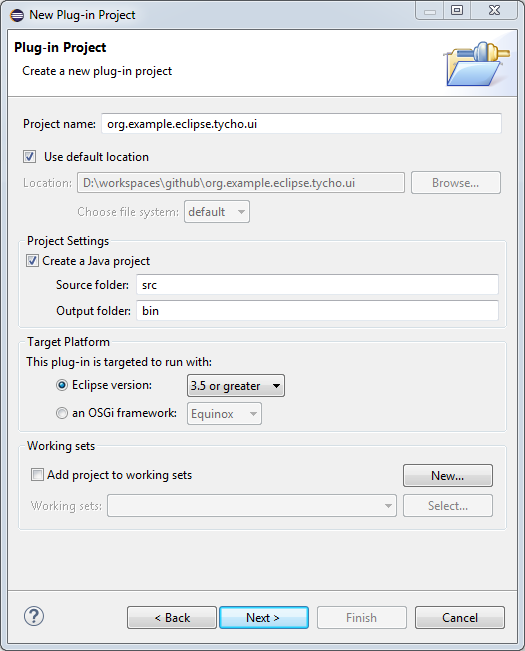 New Plug-in Project
Plug-in Project
Create a new plug-in project
Project name: org.example.eclipse.tycho.ui
Use default location
Location: D:\workspaces\github\org.example.eclipse.tycho.ui Browse...
Choose file system: default
Project Settings
Create a Java project
Source folder: src
Output folder: bin
Target Platform
This plug-in is targeted to run with:
Eclipse version: 3.5 or greater
an OSGi framework: Equinox
Working sets
Add project to working sets New...
Working sets: Select...
? < Back Next > Finish Cancel